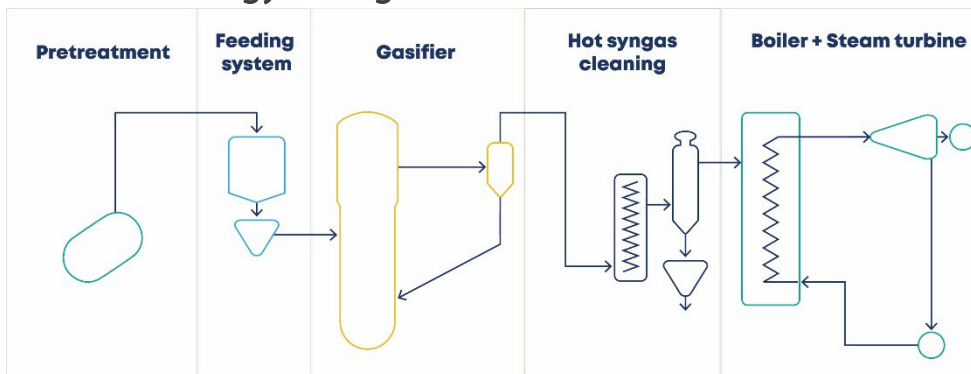 Pretreatment
Feeding
system
Gasifier
Hot syngas
cleaning
Boiler + Steam turbine